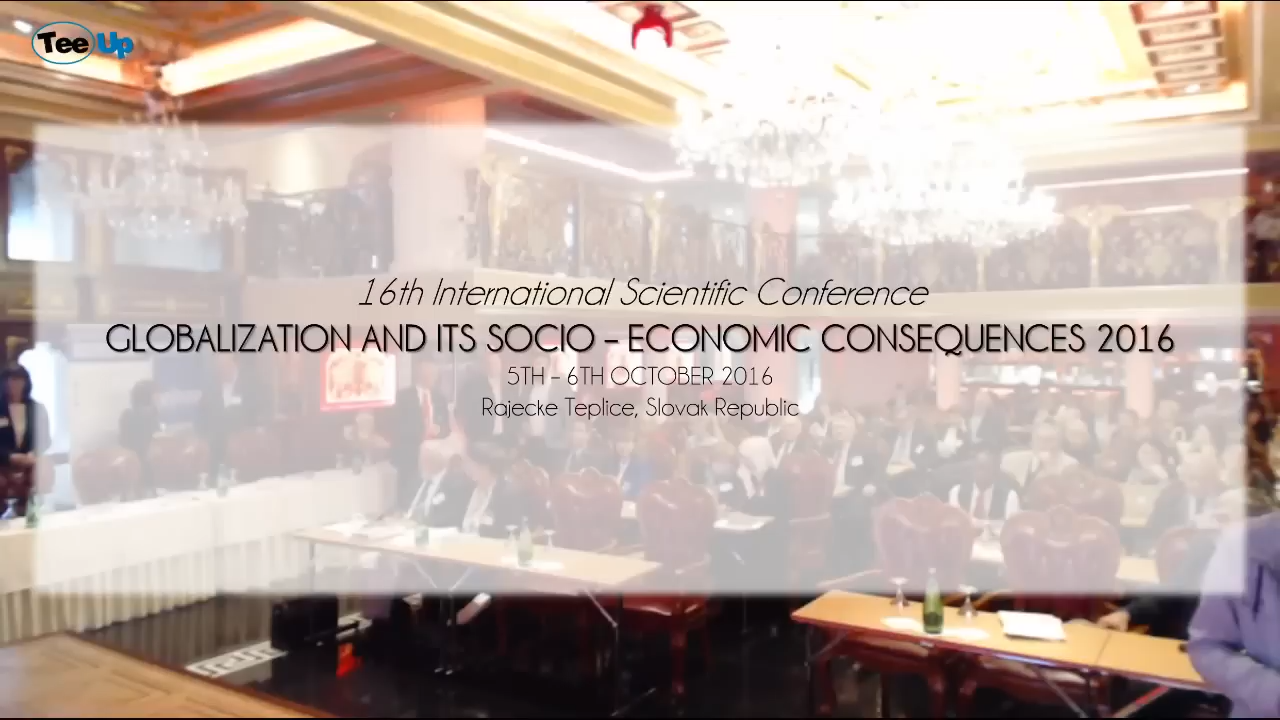 Tee Up
16th International Scientific Conference
GLOBALIZATION AND ITS SOCIO – ECONOMIC CONSEQUENCES 2016
5TH – 6TH OCTOBER 2016
Rajecke Teplice, Slovak Republic